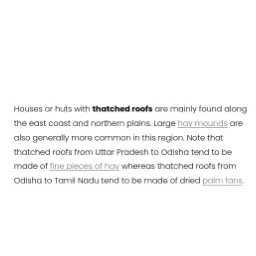 Houses or huts with thatched roofs are mainly found along
the east coast and northern plains. Large hay mounds are
also generally more common in this region. Note that
thatched roofs from Uttar Pradesh to Odisha tend to be
made of fine pieces of hay whereas thatched roofs from
Odisha to Tamil Nadu tend to be made of dried palm fans.